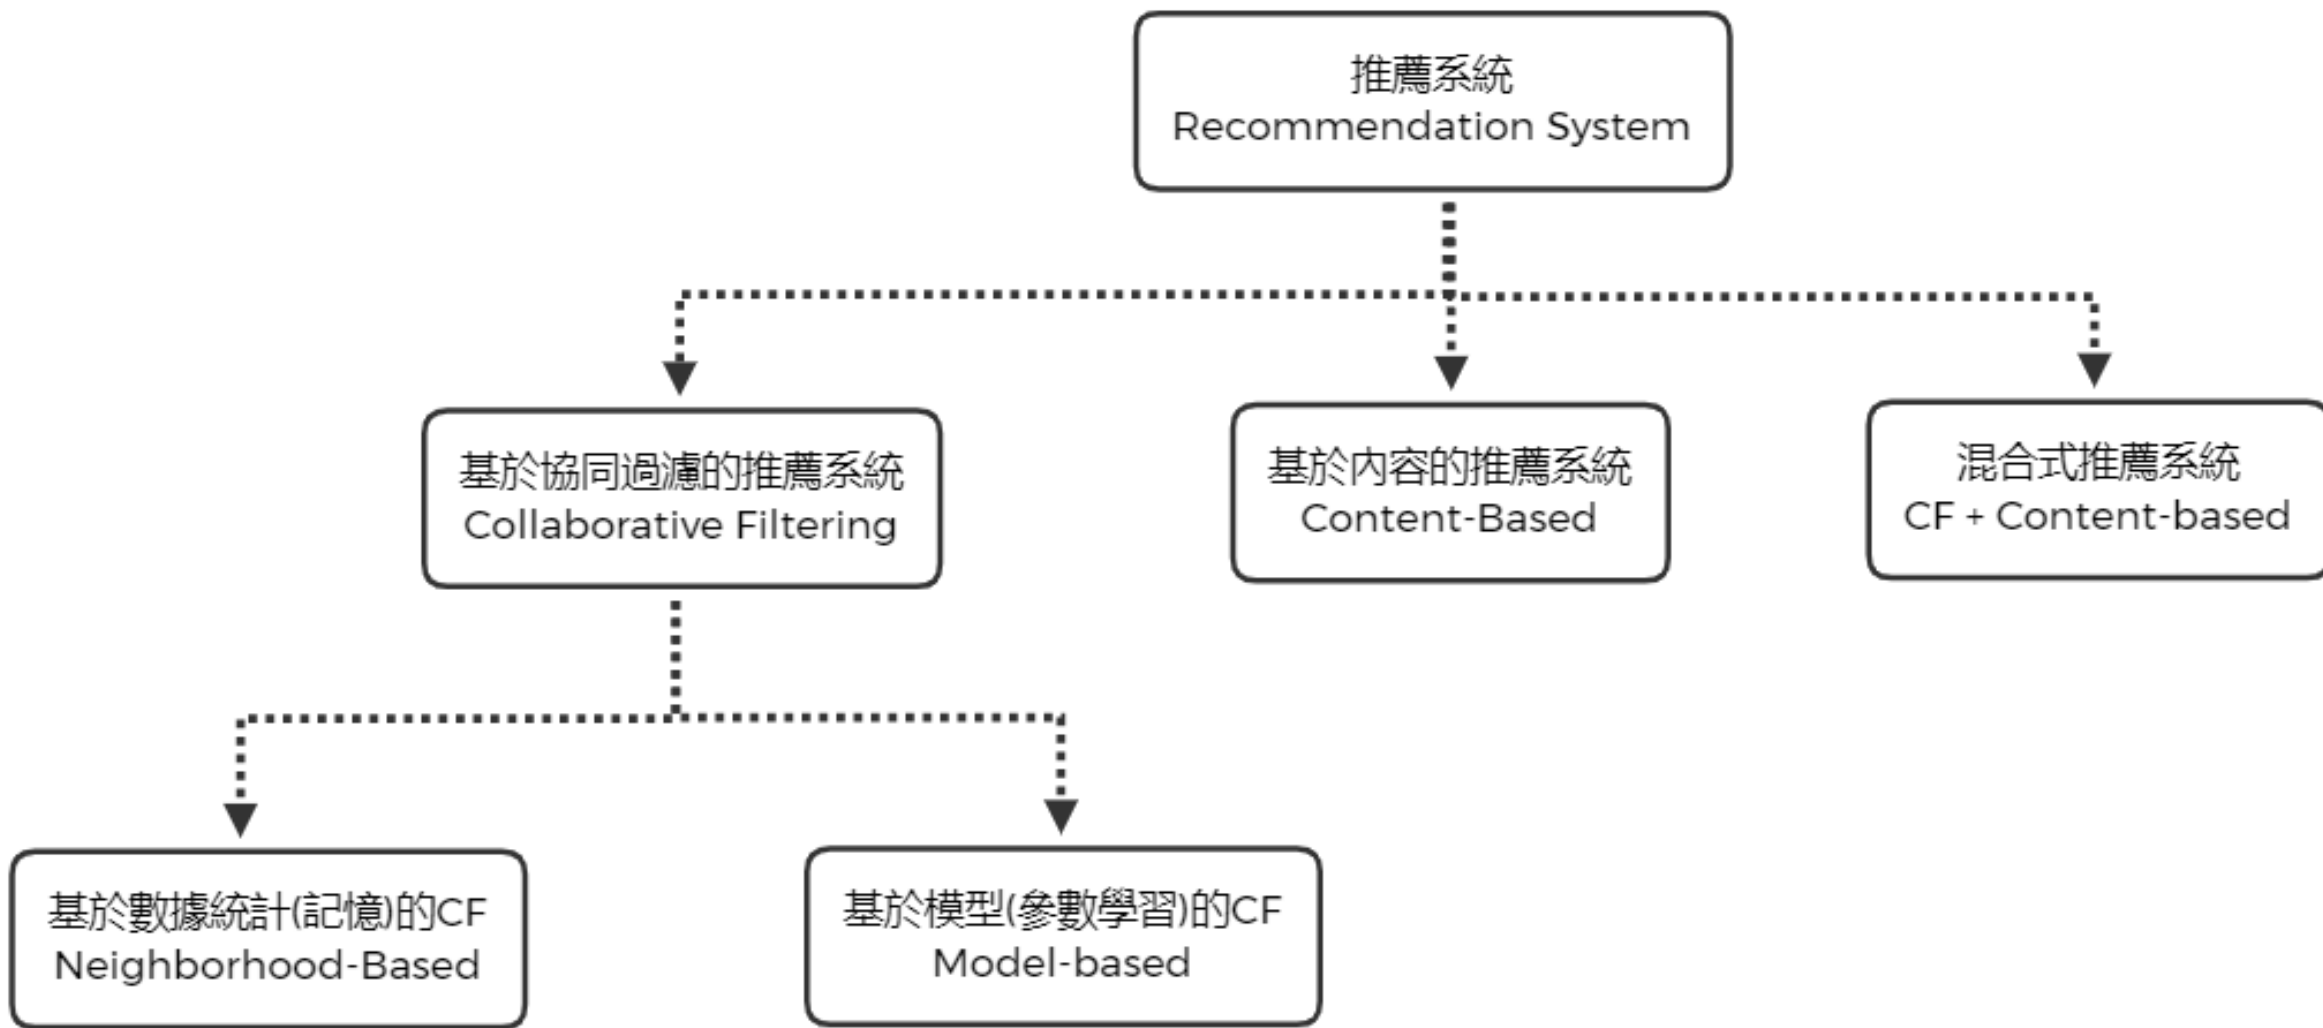 推薦系統
Recommendation System
基於協同過濾的推薦系統
Collaborative Filtering
基於內容的推薦系統
Content-Based
混合式推薦系統
CF + Content-based
基於數據統計(記憶)的CF
Neighborhood-Based
基於模型(參數學習)的CF
Model-based